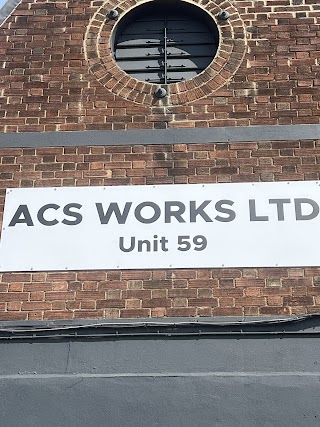 ACS WORKS LTD
Unit 59